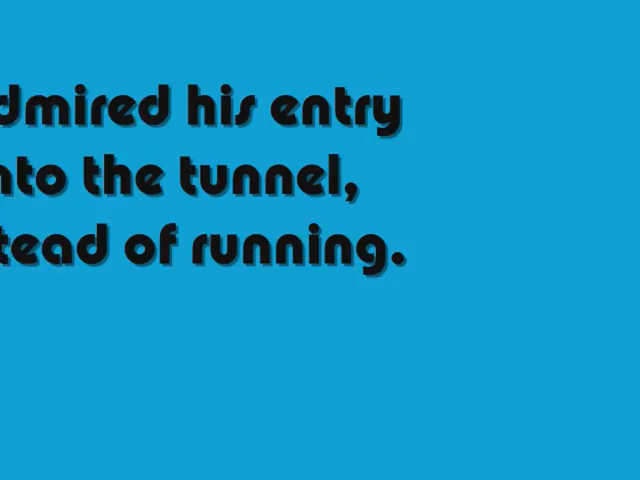 dmired his entry
nto the tunnel,
tead of running.